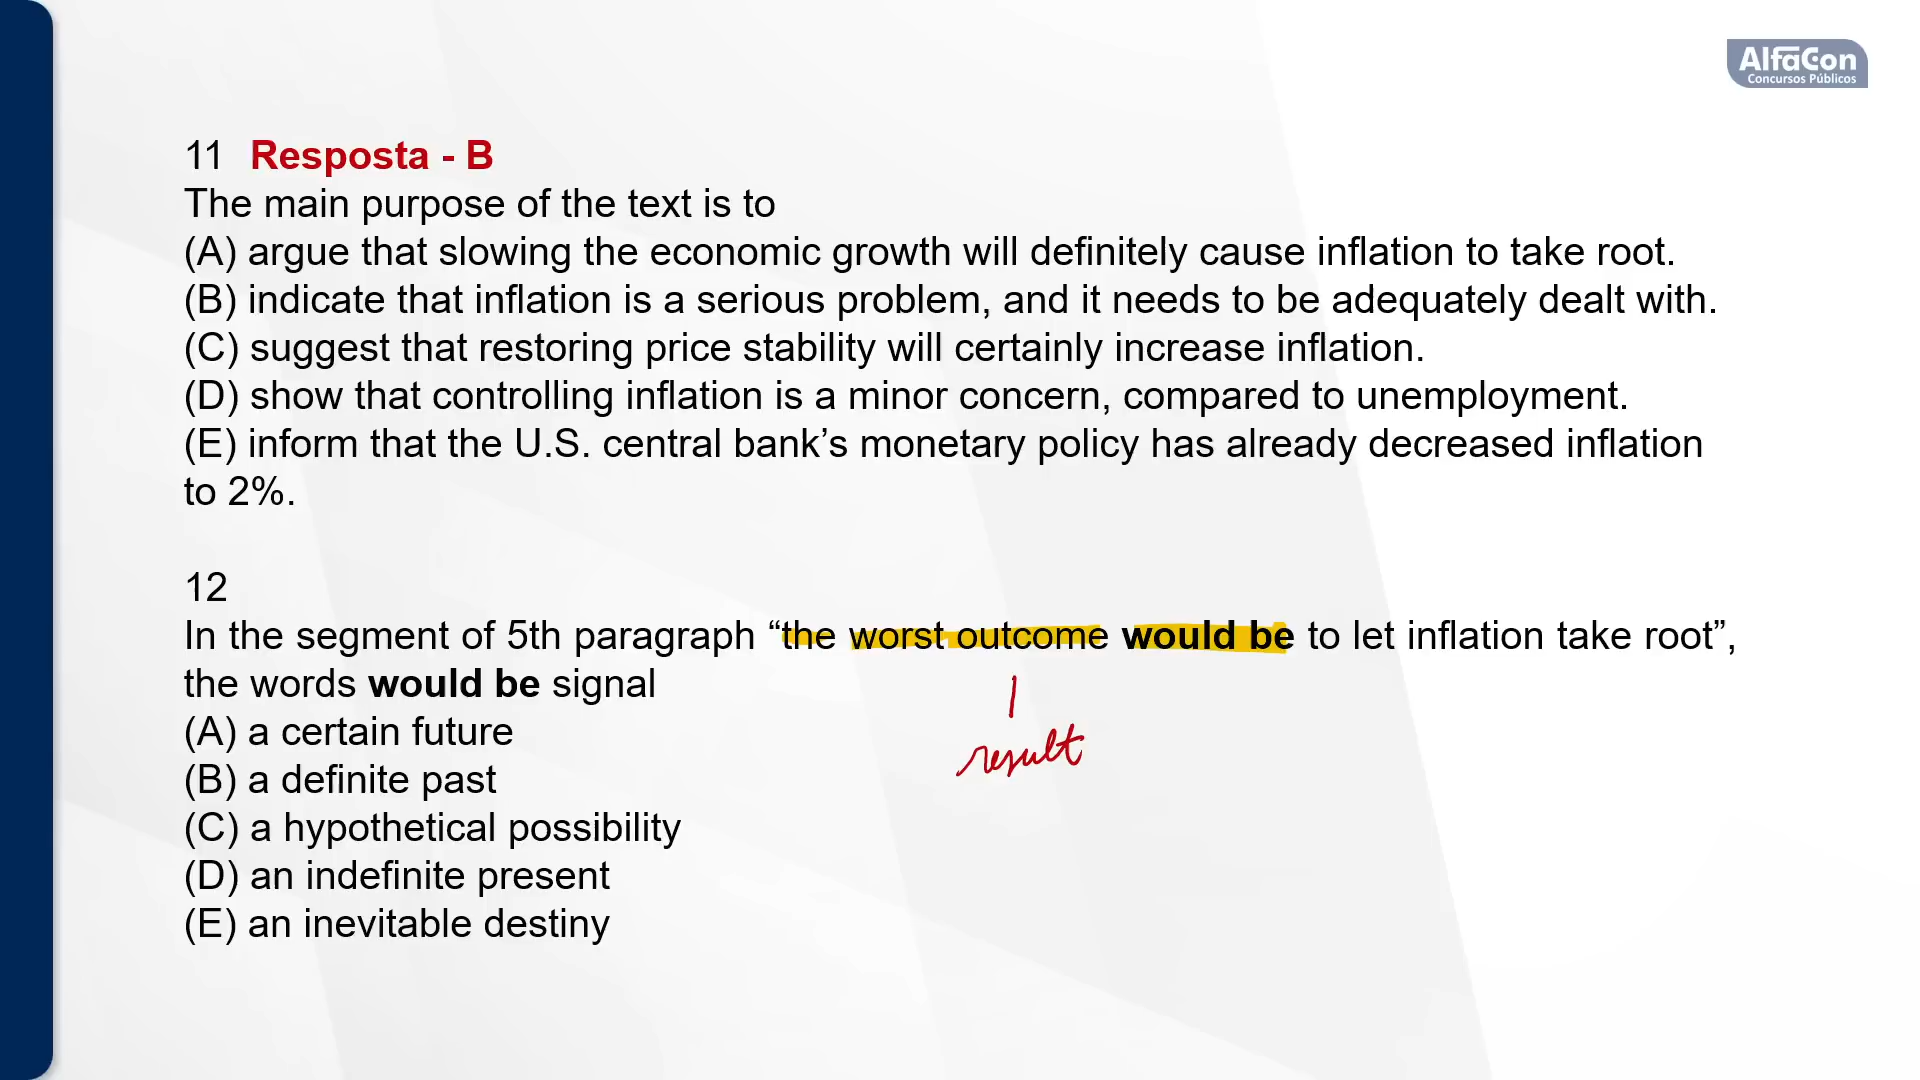 AlfaCon
Concursos Públicos
11 Resposta - B
The main purpose of the text is to
(A) argue that slowing the economic growth will definitely cause inflation to take root.
(B) indicate that inflation is a serious problem, and it needs to be adequately dealt with.
(C) suggest that restoring price stability will certainly increase inflation.
(D) show that controlling inflation is a minor concern, compared to unemployment.
(E) inform that the U.S. central bank’s monetary policy has already decreased inflation
to 2%.
12
In the segment of 5th paragraph “the worst outcome would be to let inflation take root”,
the words would be signal
(A) a certain future
result
(B) a definite past
(C) a hypothetical possibility
(D) an indefinite present
(E) an inevitable destiny